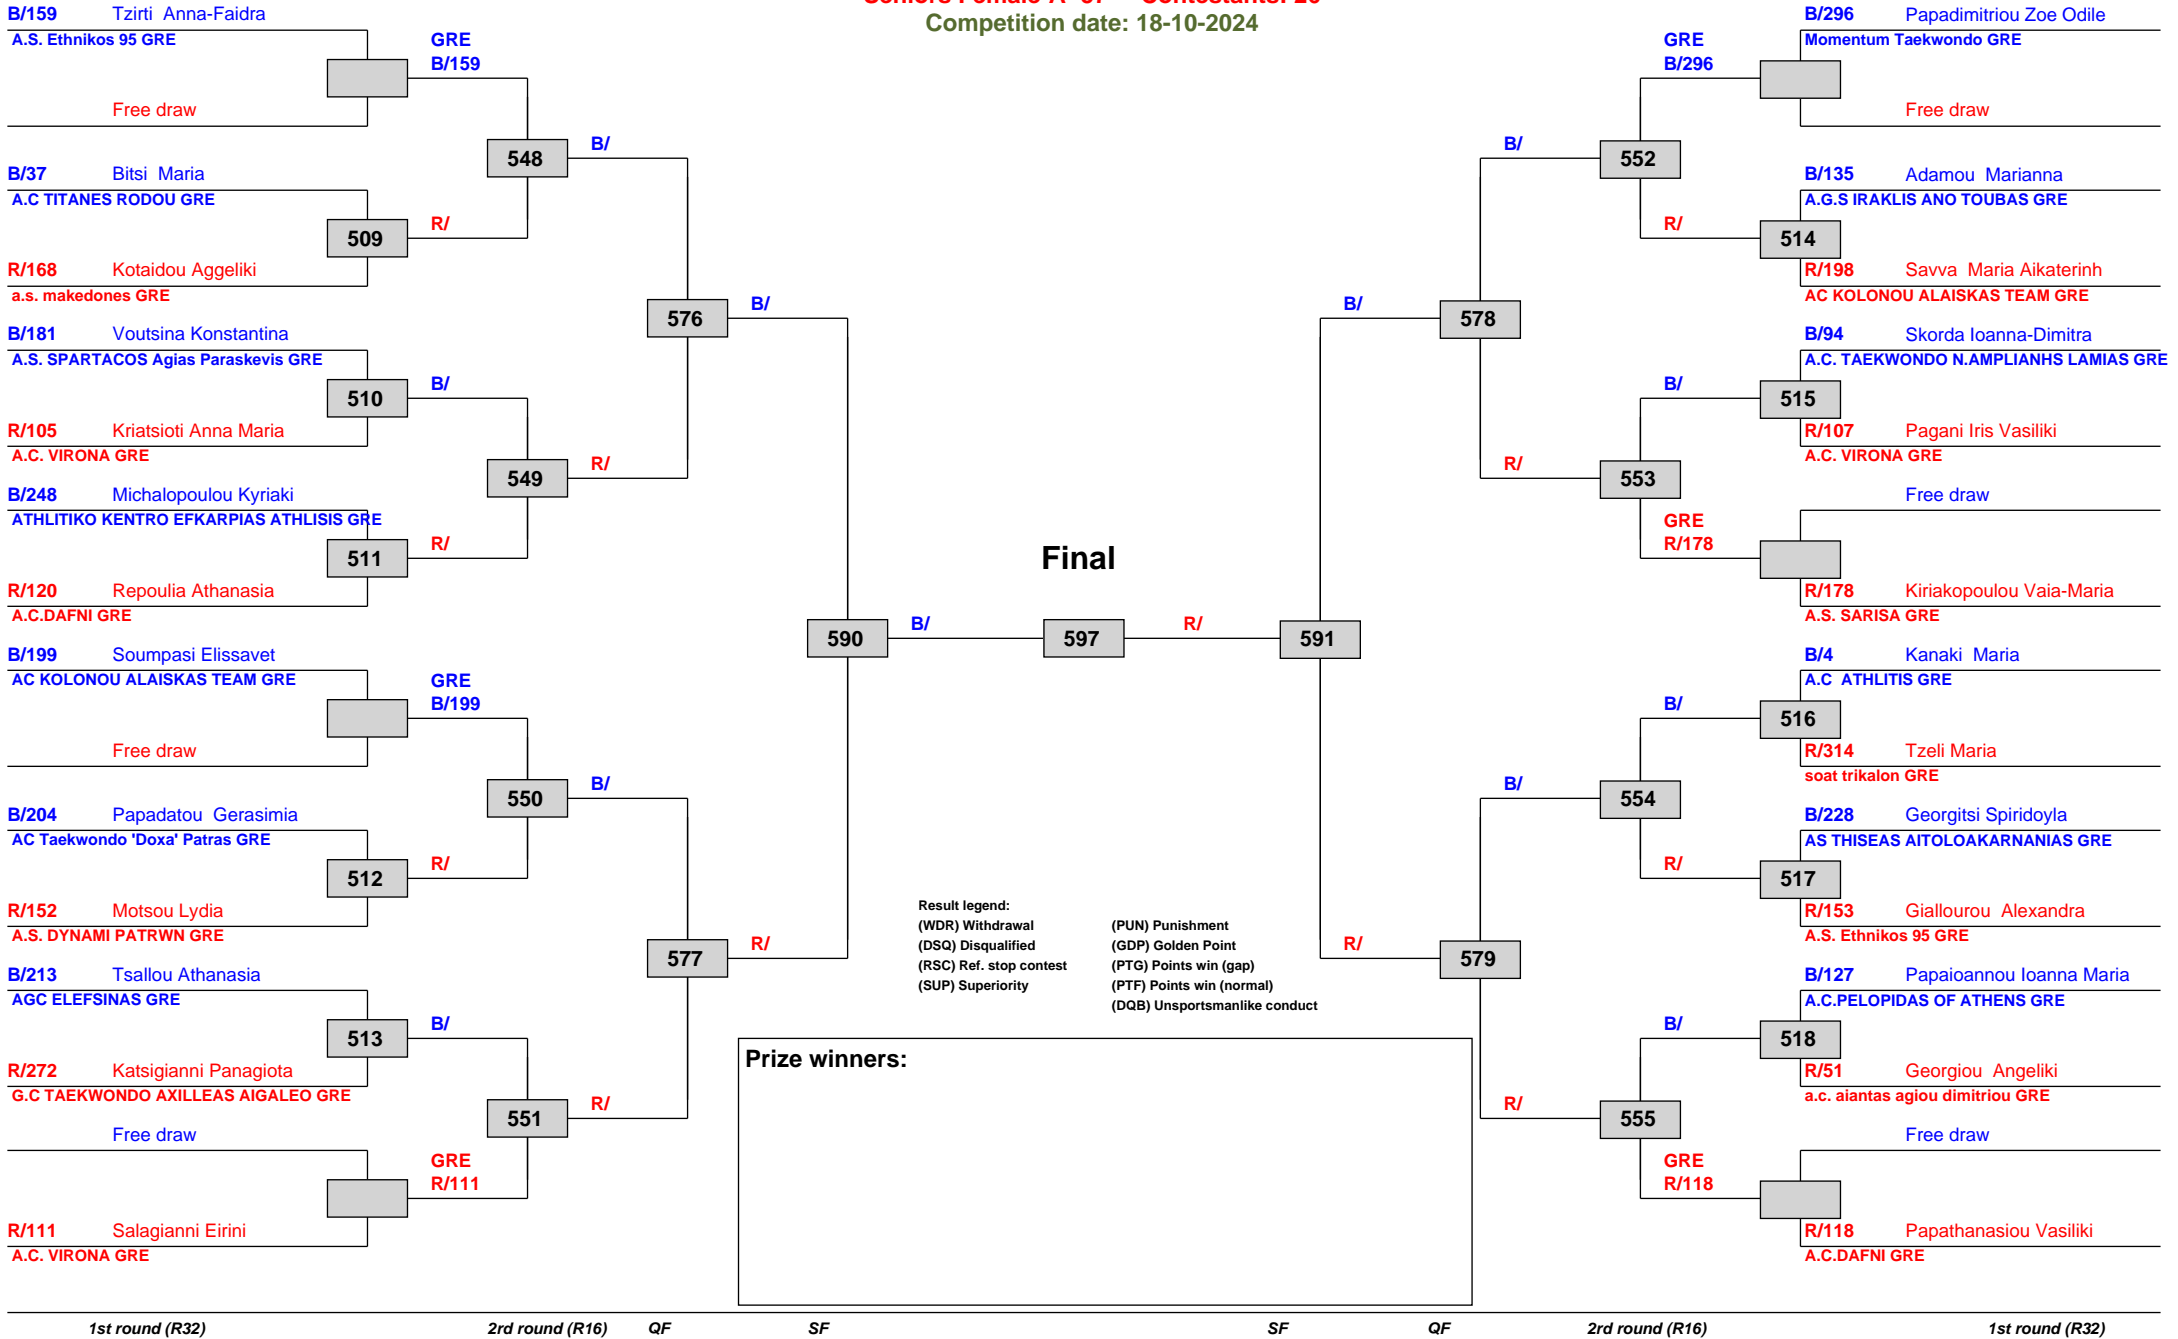 Competition date: 18-10-2024
B/159 Tzirti Anna-Faidra
A.S. Ethnikos 95 GRE
GRE
B/159
Free draw
548
B/
B/37 Bitsi Maria
A.C TITANES RODOU GRE
509
R/
R/168 Kotaidou Aggeliki
a.s. makedones GRE
576
B/
B/181 Voutsina Konstantina
A.S. SPARTACOS Agias Paraskevis GRE
510
B/
R/105 Kriatsioti Anna Maria
A.C. VIRONA GRE
549
R/
B/248 Michalopoulou Kyriaki
ATHLITIKO KENTRO EFKARPIAS ATHLISIS GRE
511
R/
R/120 Repoulia Athanasia
A.C.DAFNI GRE
590
B/
B/199 Soumpasi Elissavet
AC KOLONOU ALAISKAS TEAM GRE
GRE
B/199
Free draw
550
B/
B/204 Papadatou Gerasimia
AC Taekwondo 'Doxa' Patras GRE
512
R/
R/152 Motsou Lydia
A.S. DYNAMI PATRWN GRE
577
R/
B/213 Tsallou Athanasia
AGC ELEFSINAS GRE
513
B/
R/272 Katsigianni Panagiota
G.C TAEKWONDO AXILLEAS AIGALEO GRE
551
R/
Free draw
GRE
R/111
R/111 Salagianni Eirini
A.C. VIRONA GRE
Final
597
R/
591
B/296 Papadimitriou Zoe Odile
Momentum Taekwondo GRE
GRE
B/296
Free draw
B/
552
B/135 Adamou Marianna
A.G.S IRAKLIS ANO TOUBAS GRE
R/
514
R/198 Savva Maria Aikaterinh
AC KOLONOU ALAISKAS TEAM GRE
B/
578
B/94 Skorda Ioanna-Dimitra
A.C. TAEKWONDO N.AMPLIANHS LAMIAS GRE
B/
515
R/107 Pagani Iris Vasiliki
A.C. VIRONA GRE
R/
553
Free draw
GRE
R/178
R/178 Kiriakopoulou Vaia-Maria
A.S. SARISA GRE
B/4 Kanaki Maria
A.C ATHLITIS GRE
B/
516
R/314 Tzeli Maria
soat trikalon GRE
B/
554
B/228 Georgitsi Spiridoyla
AS THISEAS AITOLOAKARNANIAS GRE
R/
517
R/153 Giallourou Alexandra
A.S. Ethnikos 95 GRE
R/
579
B/127 Papaioannou Ioanna Maria
A.C.PELOPIDAS OF ATHENS GRE
B/
518
R/51 Georgiou Angeliki
a.c. aiantas agiou dimitriou GRE
R/
555
Free draw
GRE
R/118
R/118 Papathanasiou Vasiliki
A.C.DAFNI GRE
Result legend:
(WDR) Withdrawal (PUN) Punishment
(DSQ) Disqualified (GDP) Golden Point
(RSC) Ref. stop contest (PTG) Points win (gap)
(SUP) Superiority (PTF) Points win (normal)
(DQB) Unsportsmanlike conduct
Prize winners:
1st round (R32) 2rd round (R16) QF SF SF QF 2rd round (R16) 1st round (R32)